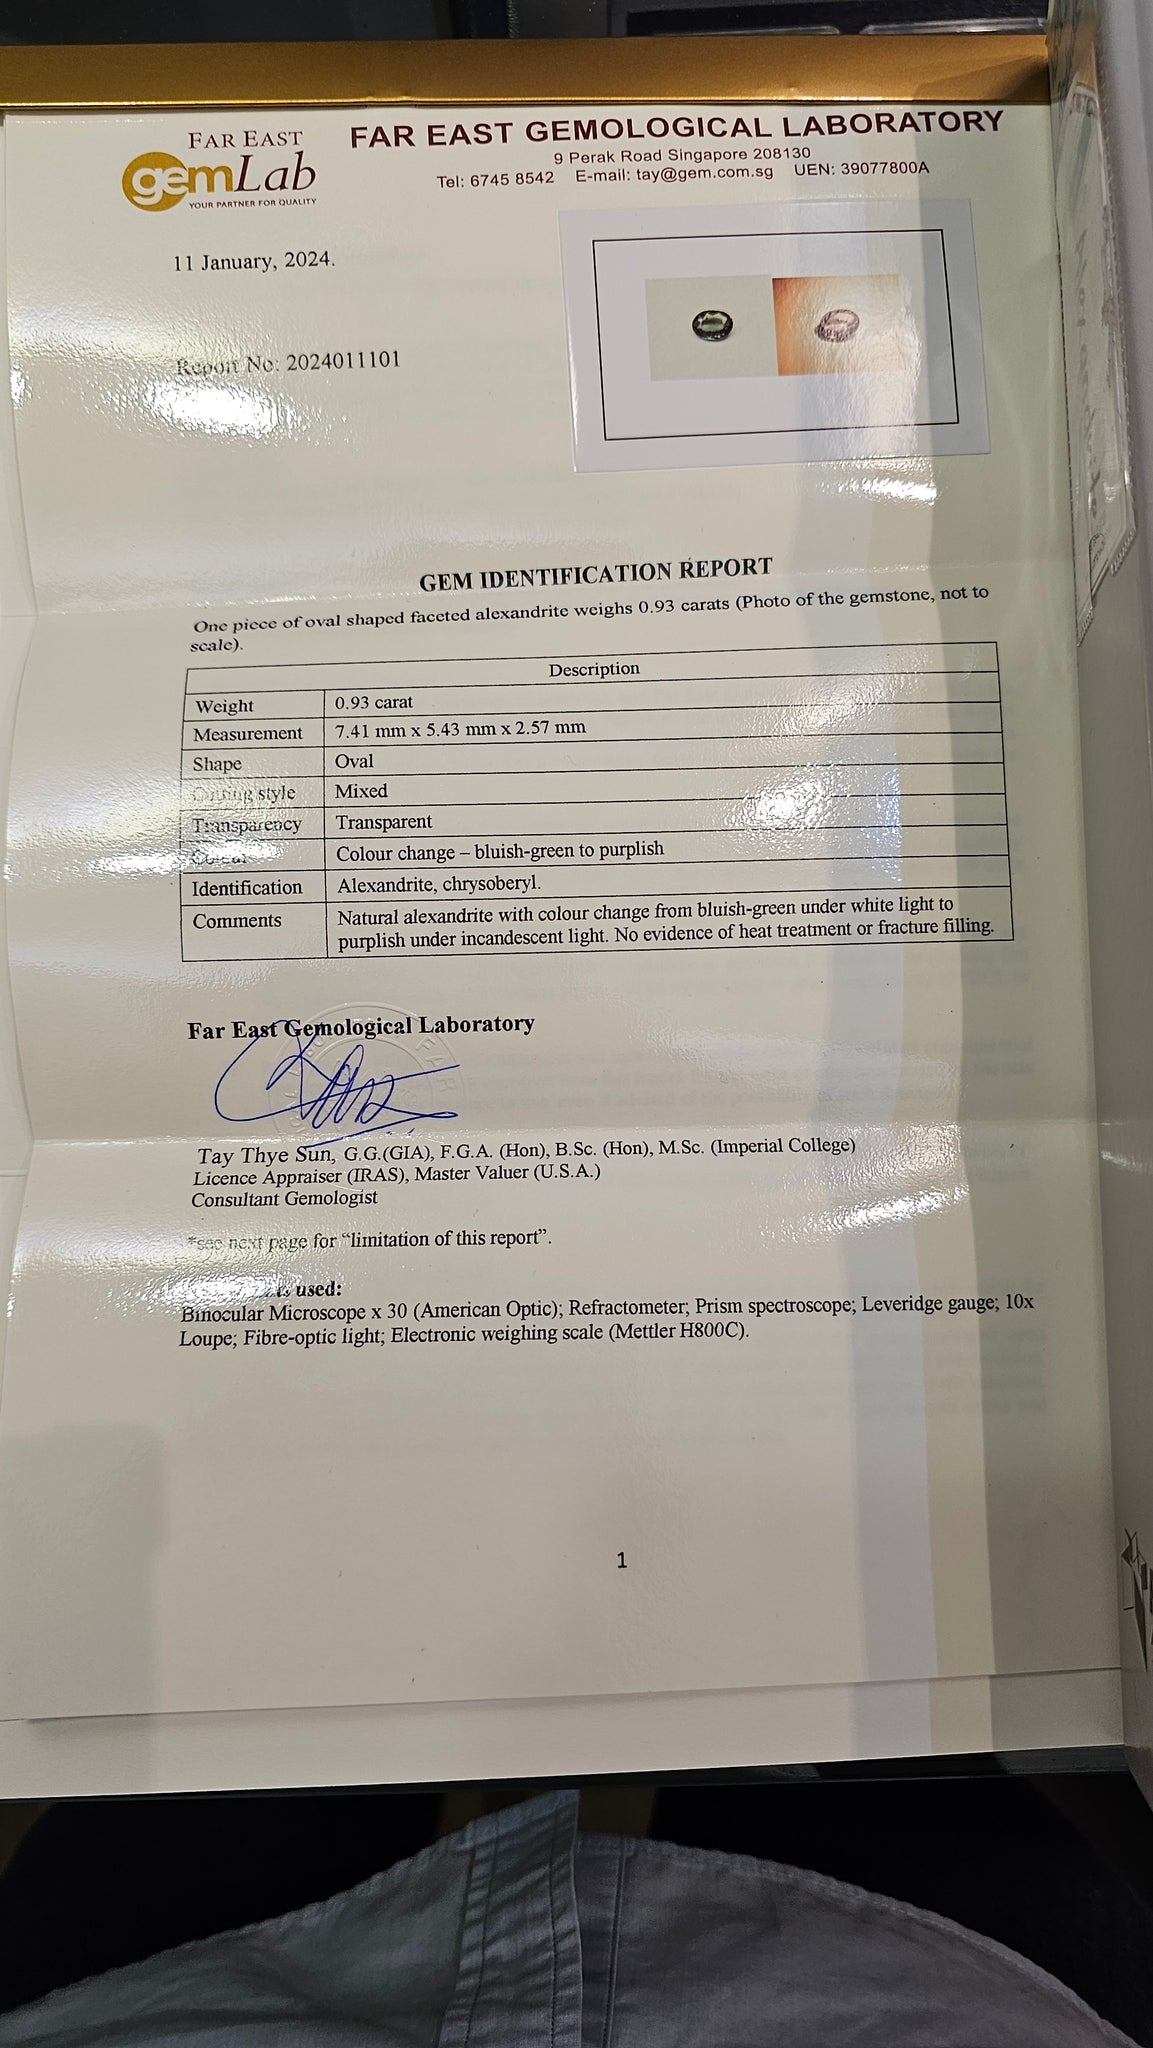 FAR EAST
gemLab
YOUR PARTNER FOR QUALITY
FAR EAST GEMOLOGICAL LABORATORY
9 Perak Road Singapore 208130
Tel: 6745 8542 E-mail: tay@gem.com.sg UEN: 39077800A
11 January, 2024.
Report No: 2024011101
GEM IDENTIFICATION REPORT
One piece of oval shaped faceted alexandrite weighs 0.93 carats (Photo of the gemstone, not to
scale).
Description
Weight 0.93 carat
Measurement 7.41 mm x 5.43 mm x 2.57 mm
Shape Oval
Cutting style Mixed
Transparency Transparent
Colour Colour change – bluish-green to purplish
Identification Alexandrite, chrysoberyl.
Comments Natural alexandrite with colour change from bluish-green under white light to
purplish under incandescent light. No evidence of heat treatment or fracture filling.
Far East Gemological Laboratory
Tay Thye Sun, G.G.(GIA), F.G.A. (Hon), B.Sc. (Hon), M.Sc. (Imperial College)
Licence Appraiser (IRAS), Master Valuer (U.S.A.)
Consultant Gemologist
*see next page for “limitation of this report”.
used:
Binocular Microscope x 30 (American Optic); Refractometer; Prism spectroscope; Leveridge gauge; 10x
Loupe; Fibre-optic light; Electronic weighing scale (Mettler H800C).
1